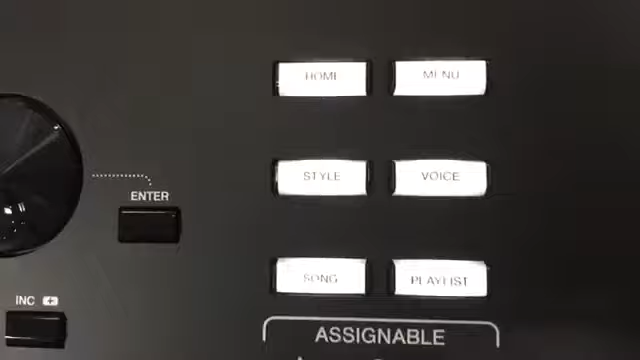 HOME MENU
STYLE VOICE
ENTER
SONG PLAYLIST
INC
ASSIGNABLE